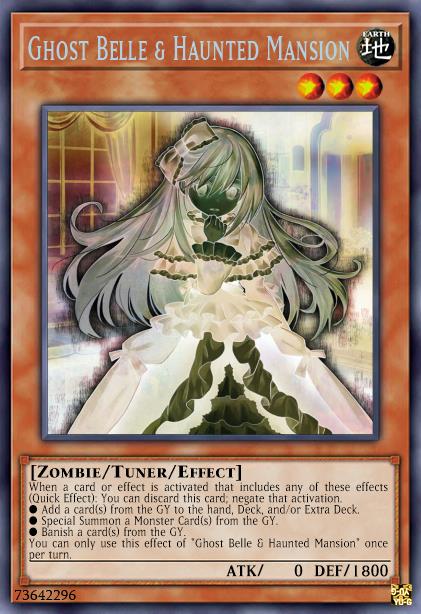 GHOST BELLE & HAUNTED MANSION
EARTH
地
[ZOMBIE/TUNER/EFFECT]
When a card or effect is activated that includes any of these effects
(Quick Effect): You can discard this card; negate that activation.
● Add a card(s) from the GY to the hand, Deck, and/or Extra Deck.
● Special Summon a Monster Card(s) from the GY.
● Banish a card(s) from the GY.
You can only use this effect of "Ghost Belle & Haunted Mansion" once
per turn.
ATK/ 0 DEF/1800
73642296